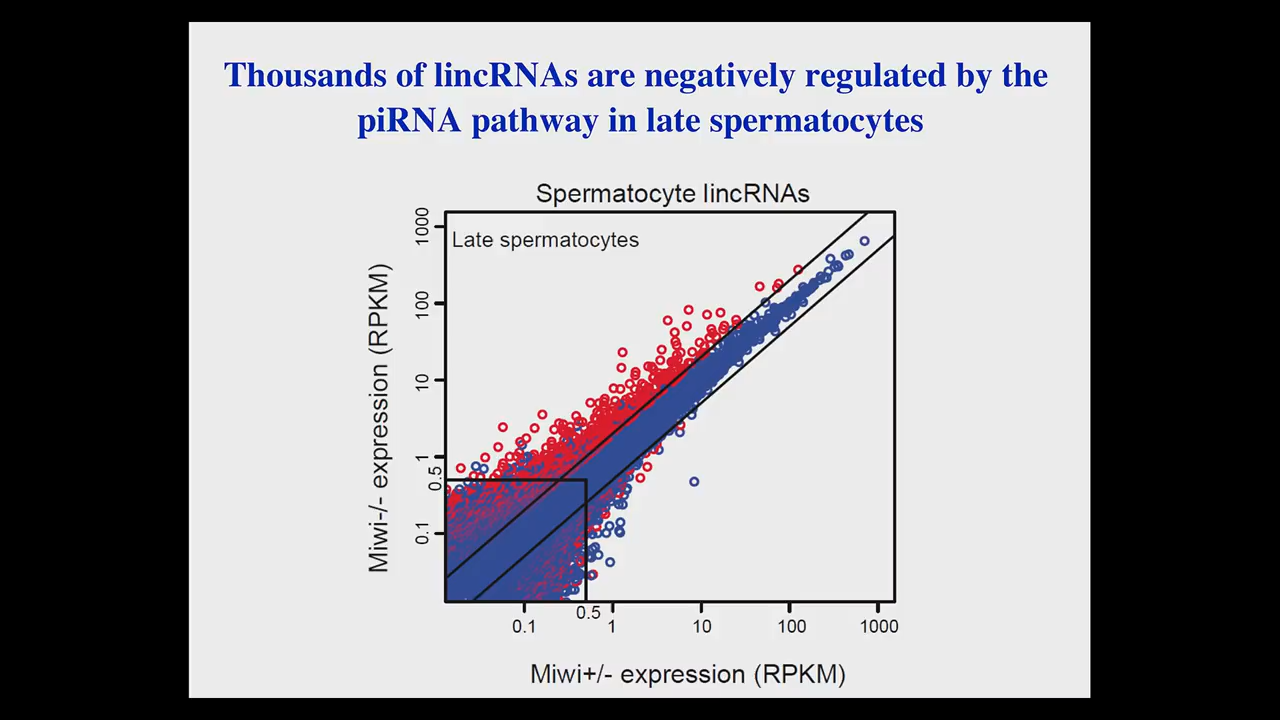 Thousands of lincRNAs are negatively regulated by the
piRNA pathway in late spermatocytes
Spermatocyte lincRNAs
Late spermatocytes
Miwi-/- expression (RPKM)
1000
100
10
1
0.5
0.1
0.1
0.5
1
10
100
1000
Miwi+/- expression (RPKM)